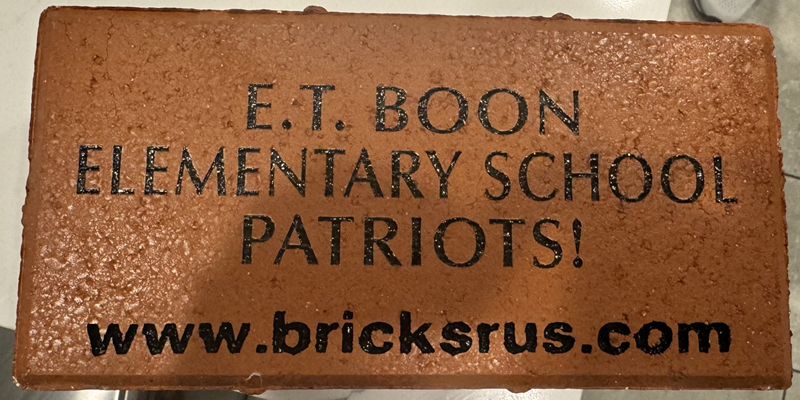 E.T. BOON
ELEMENTARY SCHOOL
PATRIOTS!
www.bricksrus.com